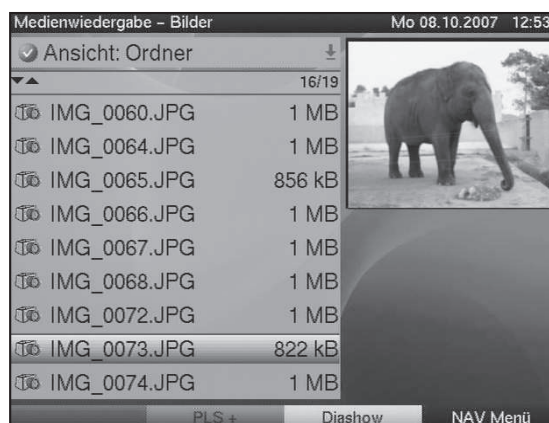 Medienwiedergabe – Bilder Mo 08.10.2007 12:53
Ansicht: Ordner
16/19
IMG_0060.JPG 1 MB
IMG_0064.JPG 1 MB
IMG_0065.JPG 856 kB
IMG_0066.JPG 1 MB
IMG_0067.JPG 1 MB
IMG_0068.JPG 1 MB
IMG_0072.JPG 1 MB
IMG_0073.JPG 822 kB
IMG_0074.JPG 1 MB
PLS + Diashow NAV Menü